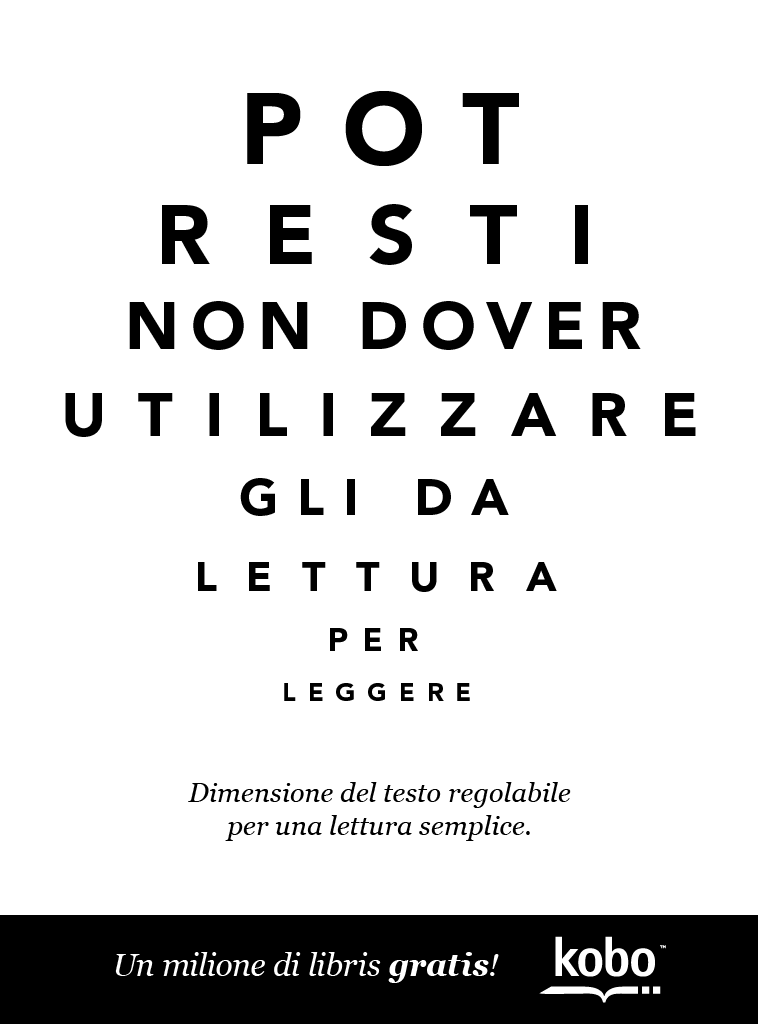 POT
RESTI
NON DOVER
UTILIZZARE
GLI DA
LETTURA
PER
LEGGERE
Dimensione del testo regolabile
per una lettura semplice.
Un milione di libris gratis!
kobo™